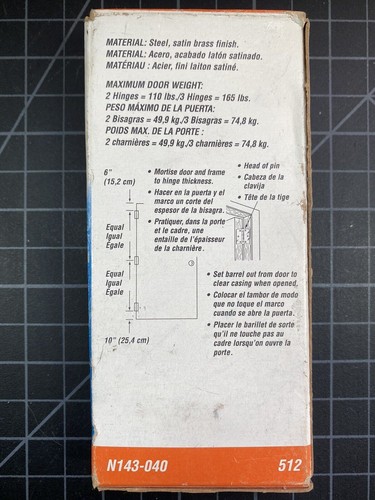 MATERIAL: Steel, satin brass finish.
MATERIAL: Acero, acabado latón satinado.
MATÉRIAU : Acier, fini laiton satiné.
MAXIMUM DOOR WEIGHT:
2 Hinges = 110 lbs./3 Hinges = 165 lbs.
PESO MÁXIMO DE LA PUERTA:
2 Bisagras = 49,9 kg./3 Bisagras = 74,8 kg.
POIDS MAX. DE LA PORTE :
2 charnières = 49,9 kg./3 charnières = 74,8 kg.
6"
(15,2 cm)
Equal
Igual
Égale
Equal
Igual
Égale
10" (25,4 cm)
• Mortise door and frame
to hinge thickness.
• Hacer en la puerta y el
marco un corte del
espesor de la bisagra.
• Pratiquer, dans la porte
et le cadre, une
entaille de l'épaisseur
de la charnière.
• Head of pin
• Cabeza de la
clavija
• Tête de la tige
• Set barrel out from door to
clear casing when opened.
• Colocar el tambor de modo
que no toque el marco
cuando se abre la puerta.
• Placer le barillet de sorte
qu'il ne touche pas au
cadre lorsqu'on ouvre la
porte.
N143-040 512